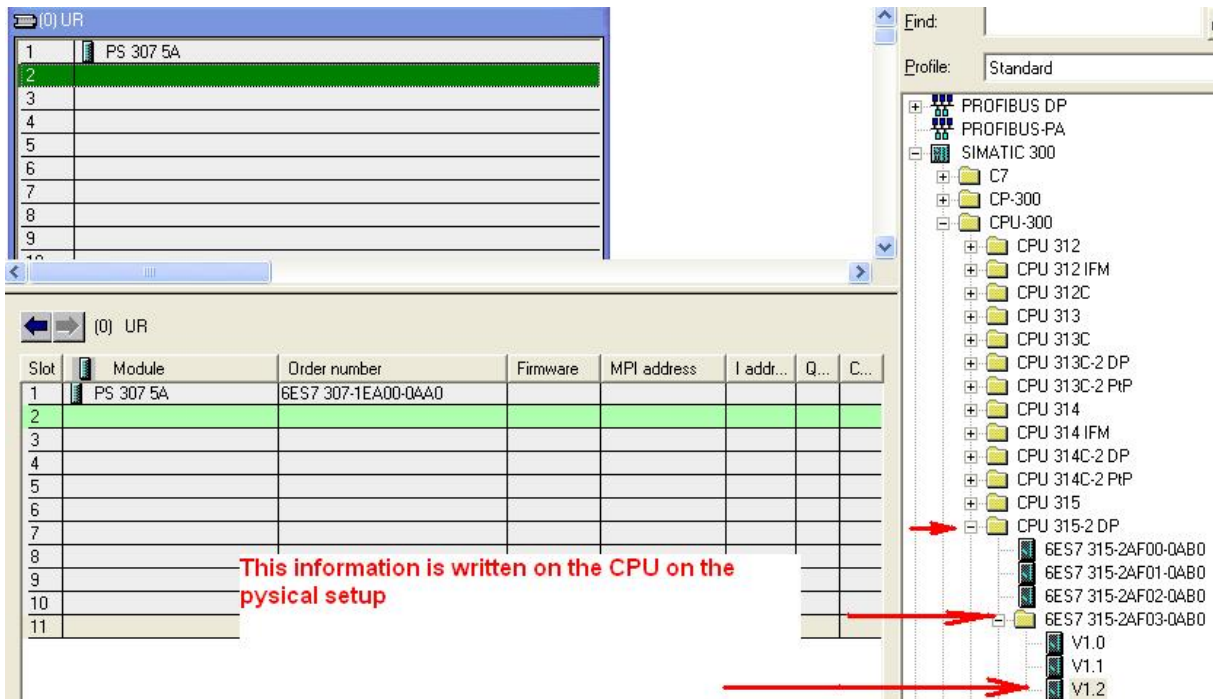 (0) UR
1 PS 307 5A
2
3
4
5
6
7
8
9
10
(0) UR
Slot Module Order number Firmware MPI address I addr... Q... C...
1 PS 307 5A 6ES7 307-1EA00-0AA0
2
3
4
5
6
7
8
9
10
11
This information is written on the CPU on the
pysical setup
Find:
Profile: Standard
PROFIBUS DP
PROFIBUS-PA
SIMATIC 300
C7
CP-300
CPU-300
CPU 312
CPU 312 IFM
CPU 312C
CPU 313
CPU 313C
CPU 313C-2 DP
CPU 313C-2 PtP
CPU 314
CPU 314 IFM
CPU 314C-2 DP
CPU 314C-2 PtP
CPU 315
CPU 315-2 DP
6ES7 315-2AF00-0AB0
6ES7 315-2AF01-0AB0
6ES7 315-2AF02-0AB0
6ES7 315-2AF03-0AB0
V1.0
V1.1
V1.2